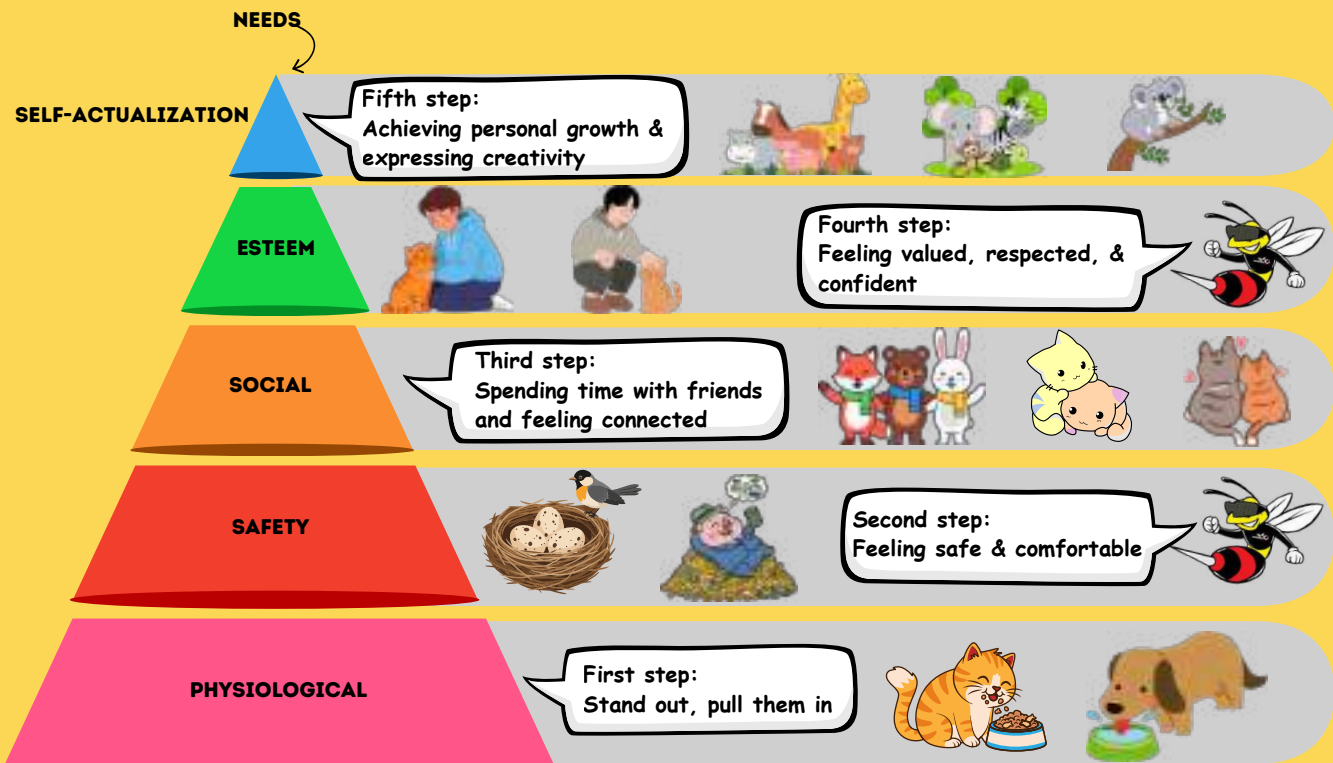 NEEDS
SELF-ACTUALIZATION
Fifth step:
Achieving personal growth &
expressing creativity
ESTEEM
Fourth step:
Feeling valued, respected, &
confident
SOCIAL
Third step:
Spending time with friends
and feeling connected
SAFETY
Second step:
Feeling safe & comfortable
PHYSIOLOGICAL
First step:
Stand out, pull them in